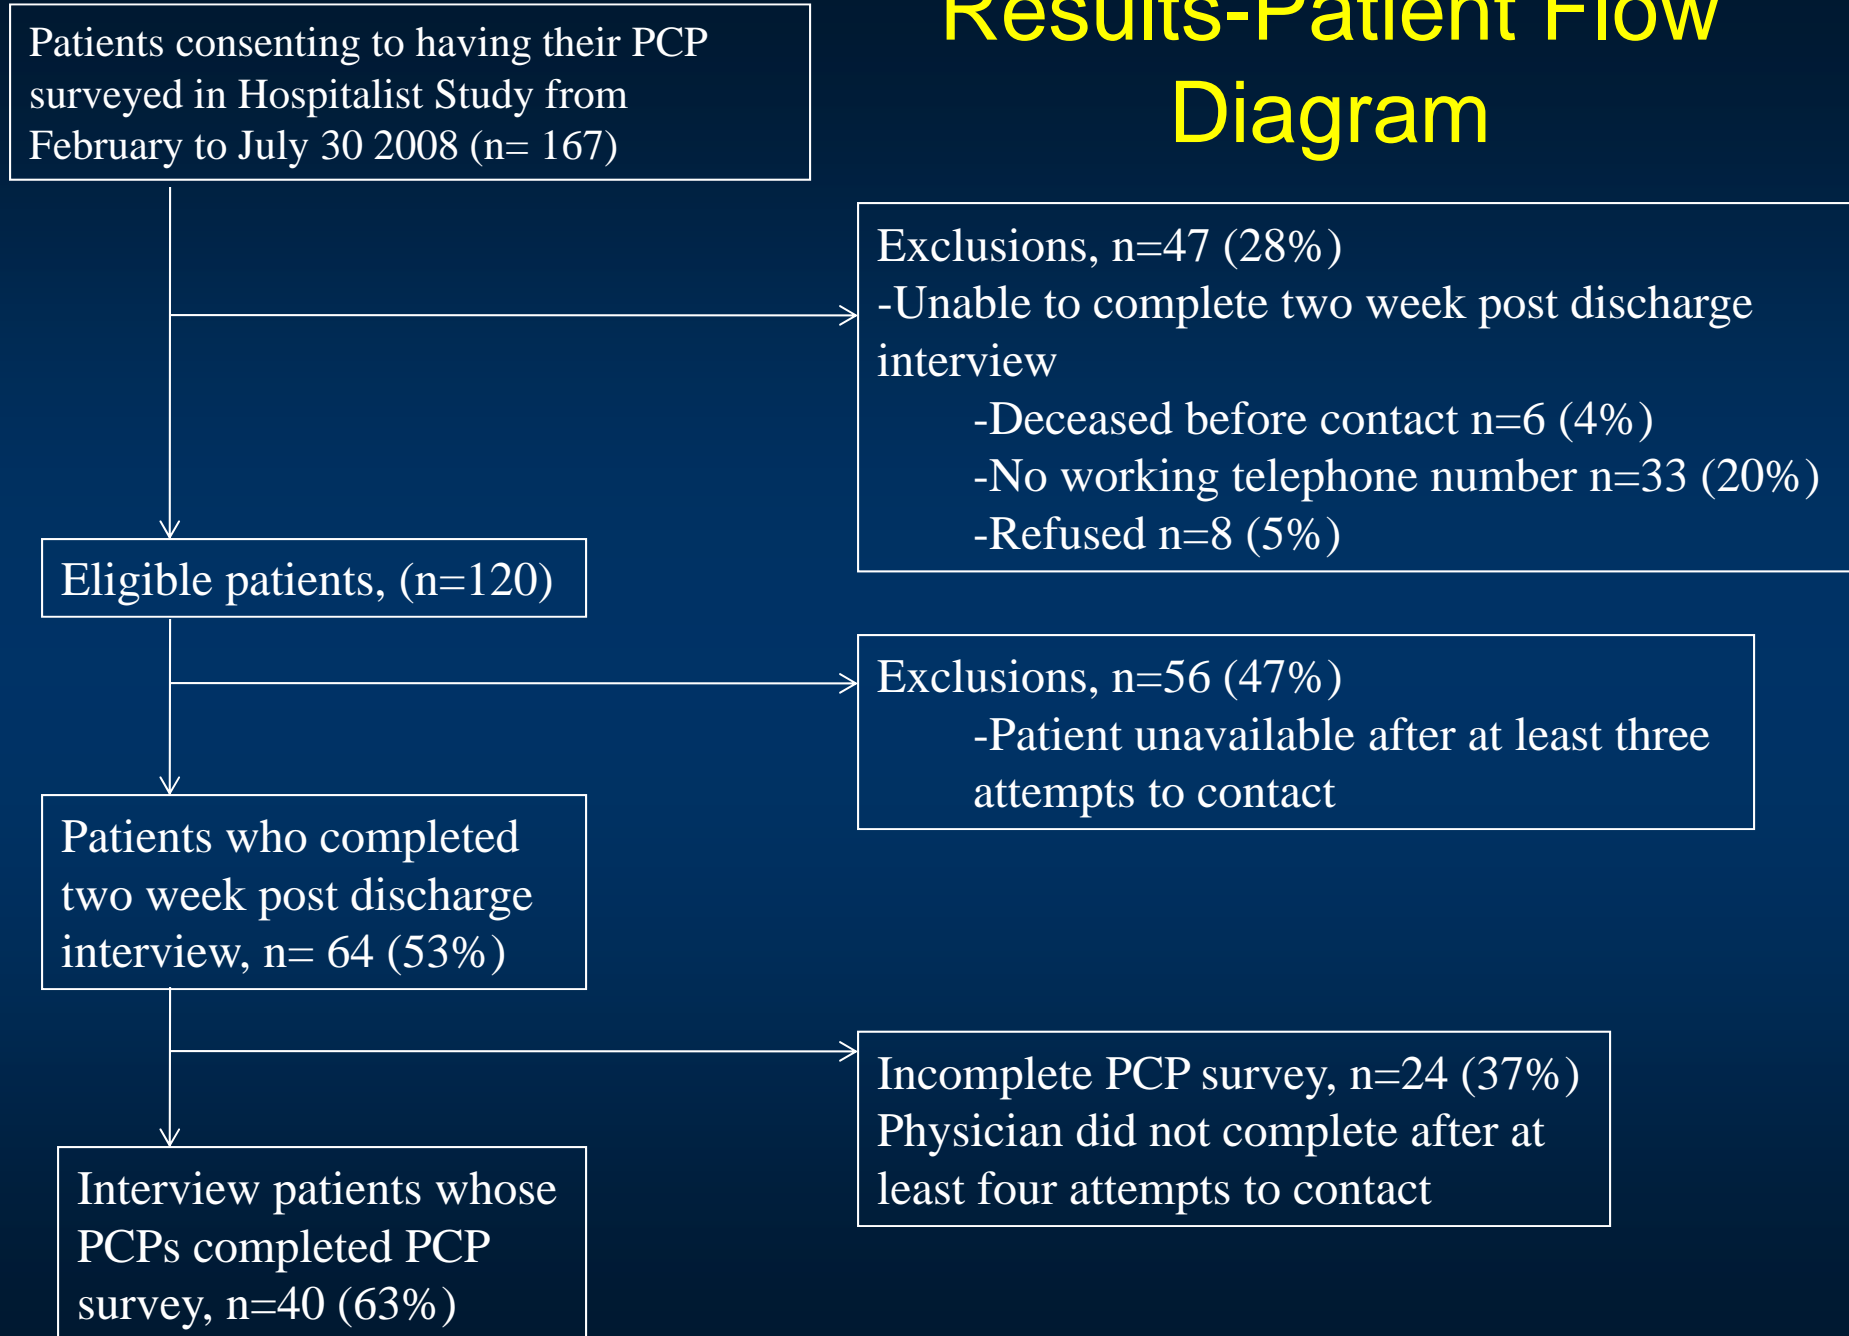 Results-Patient Flow
Diagram
Patients consenting to having their PCP
surveyed in Hospitalist Study from
February to July 30 2008 (n= 167)
Exclusions, n=47 (28%)
-Unable to complete two week post discharge
interview
-Deceased before contact n=6 (4%)
-No working telephone number n=33 (20%)
-Refused n=8 (5%)
Eligible patients, (n=120)
Exclusions, n=56 (47%)
-Patient unavailable after at least three
attempts to contact
Patients who completed
two week post discharge
interview, n= 64 (53%)
Incomplete PCP survey, n=24 (37%)
Physician did not complete after at
least four attempts to contact
Interview patients whose
PCPs completed PCP
survey, n=40 (63%)